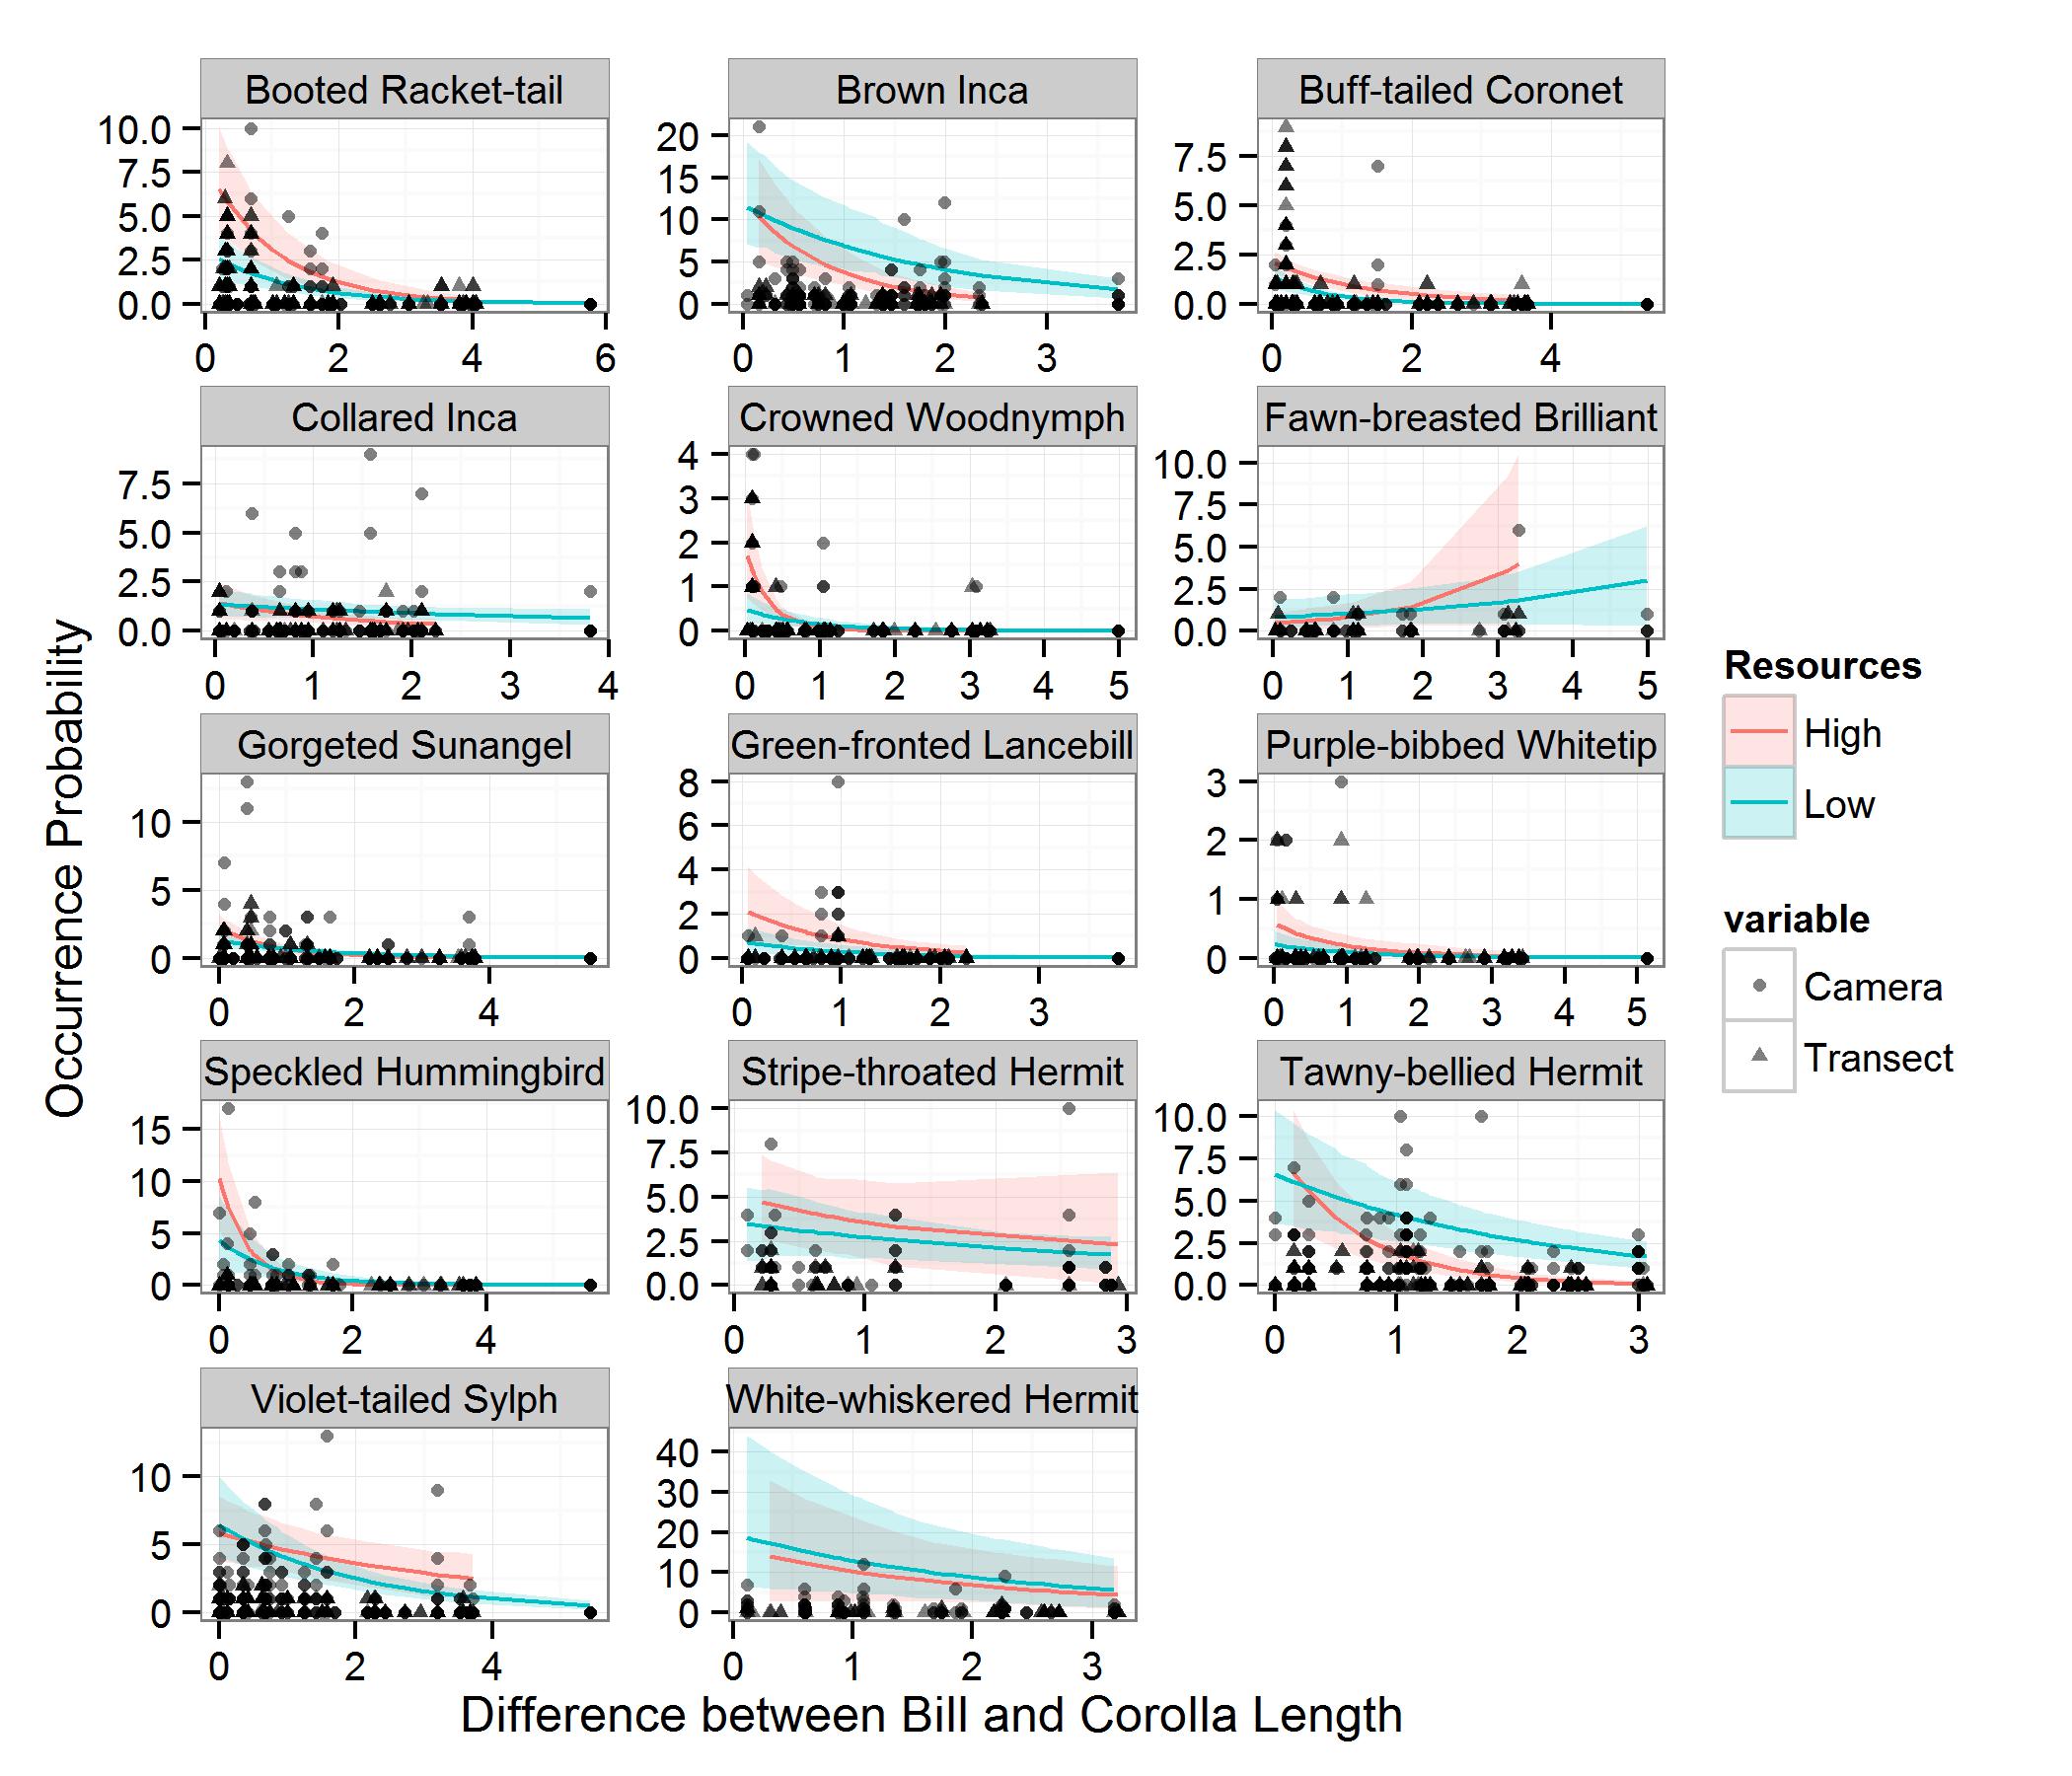 Booted Racket-tail
Brown Inca
Buff-tailed Coronet
10.0
7.5
5.0
2.5
0.0
0 2 4 6
20
15
10
5
0
0 1 2 3
7.5
5.0
2.5
0.0
0 2 4
Collared Inca
Crowned Woodnymph
Fawn-breasted Brilliant
7.5
5.0
2.5
0.0
0 1 2 3 4
4
3
2
1
0
0 1 2 3 4 5
10.0
7.5
5.0
2.5
0.0
0 1 2 3 4 5
Gorgeted Sunangel
Green-fronted Lancebill
Purple-bibbed Whitetip
10
5
0
0 2 4
8
6
4
2
0
0 1 2 3
3
2
1
0
0 1 2 3 4 5
Speckled Hummingbird
Stripe-throated Hermit
Tawny-bellied Hermit
15
10
5
0
0 2 4
10.0
7.5
5.0
2.5
0.0
0 1 2 3
10.0
7.5
5.0
2.5
0.0
0 1 2 3
Violet-tailed Sylph
White-whiskered Hermit
10
5
0
0 2 4
40
30
20
10
0
0 1 2 3
Occurrence Probability
Difference between Bill and Corolla Length
Resources
High
Low
variable
Camera
Transect